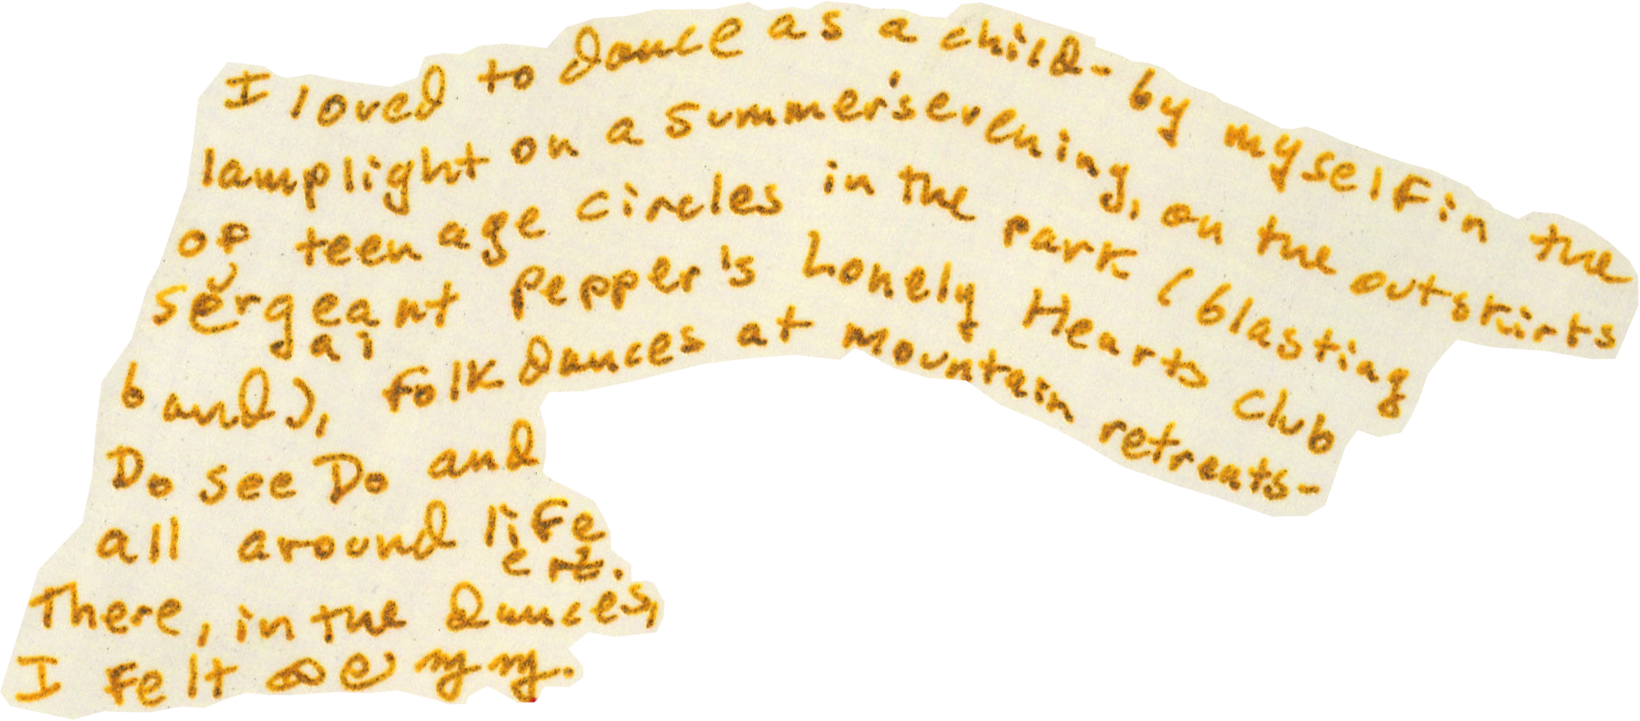 I loved to dance as a child- by myself in the
lamplight on a summer's evening, on the outskirts
of teenage circles in the park (blasting
Sergeant Pepper's Lonely Hearts Club
ai
band), folk dances at mountain retreats-
Do see Do and
all around life
There, in the dances,
I felt